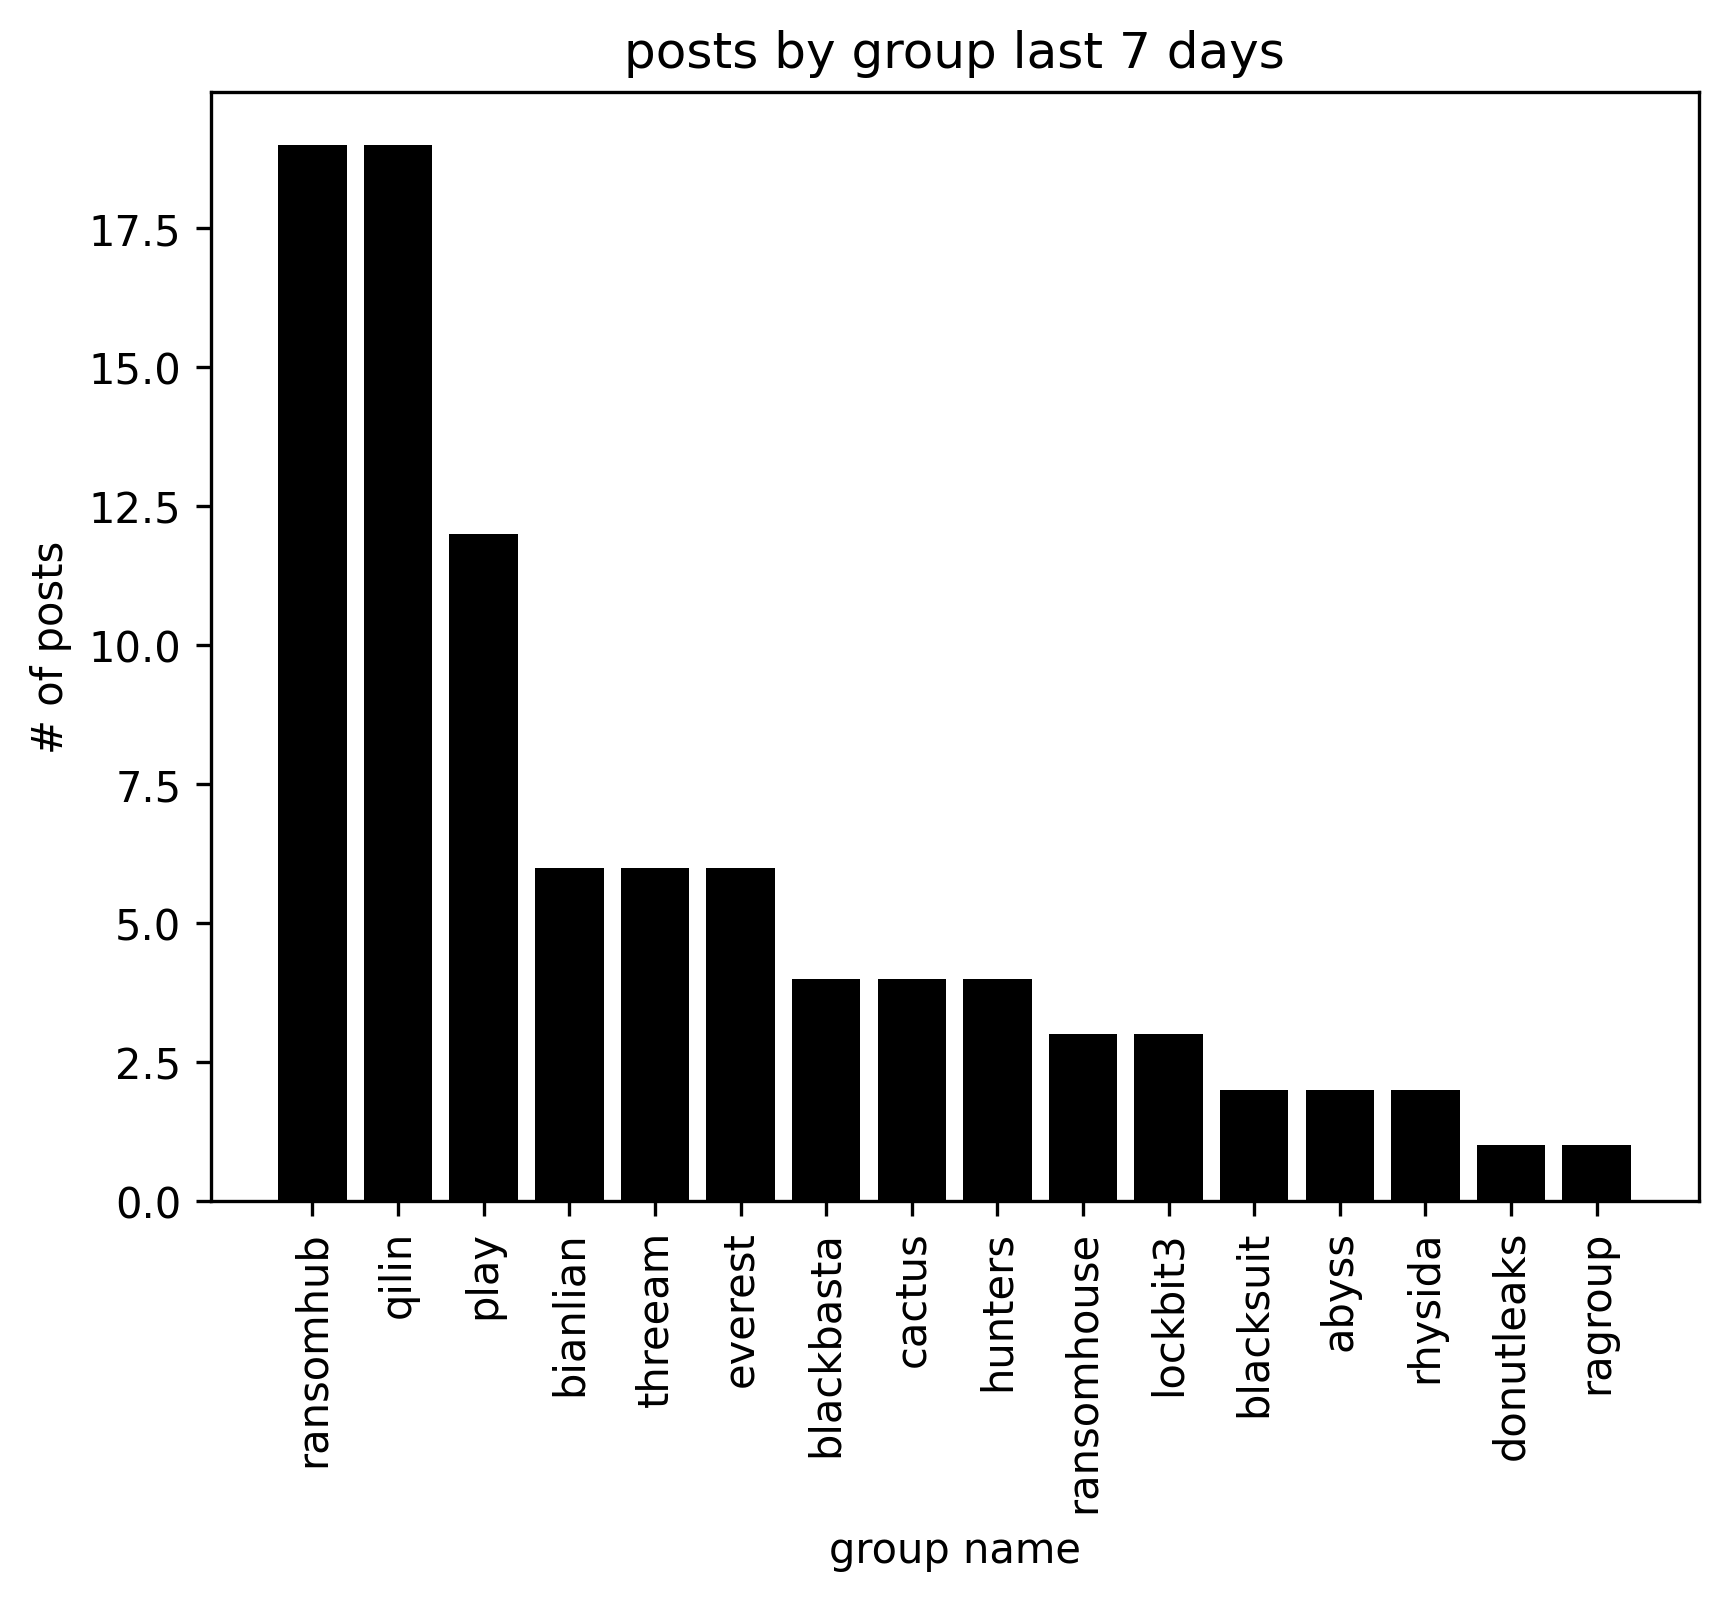 posts by group last 7 days
# of posts
17.5
15.0
12.5
10.0
7.5
5.0
2.5
0.0
ransomhub
qilin
play
bianlian
threeam
everest
blackbasta
cactus
hunters
ransomhouse
lockbit3
blacksuit
abyss
rhysida
donutleaks
ragroup
group name